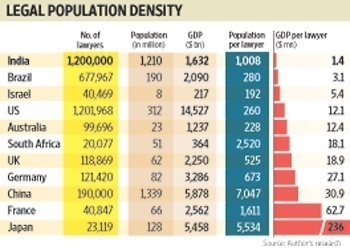 LEGAL POPULATION DENSITY
No. of lawyers Population (in million) GDP ($ bn) Population per lawyer GDP per lawyer ($ mn)
India 1,200,000 1,210 1,632 1,008 1.4
Brazil 677,967 190 2,090 280 3.1
Israel 40,469 8 217 192 5.4
US 1,201,968 312 14,527 260 12.1
Australia 99,696 23 1,237 228 12.4
South Africa 20,077 51 364 2,520 18.1
UK 118,869 62 2,250 525 18.9
Germany 121,420 82 3,286 673 27.1
China 190,000 1,339 5,878 7,047 30.9
France 40,847 66 2,562 1,611 62.7
Japan 23,119 128 5,458 5,534 236
Source: Author's research